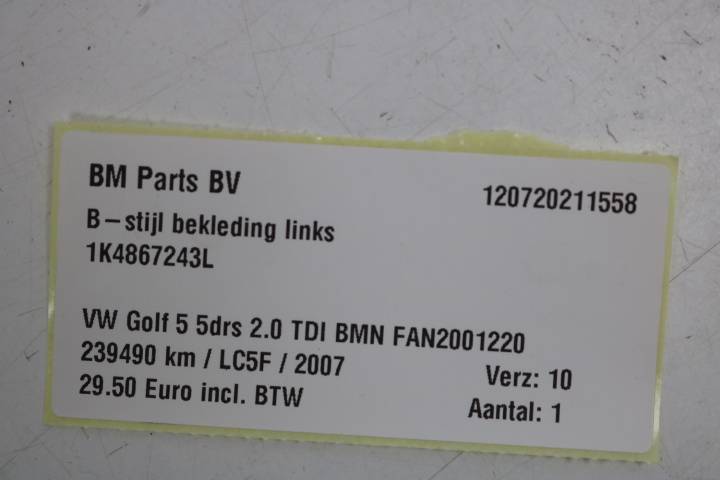 BM Parts BV 120720211558
B-stijl bekleding links
1K4867243L
VW Golf 5 5drs 2.0 TDI BMN FAN2001220
239490 km / LC5F / 2007 Verz: 10
29.50 Euro incl. BTW Aantal: 1